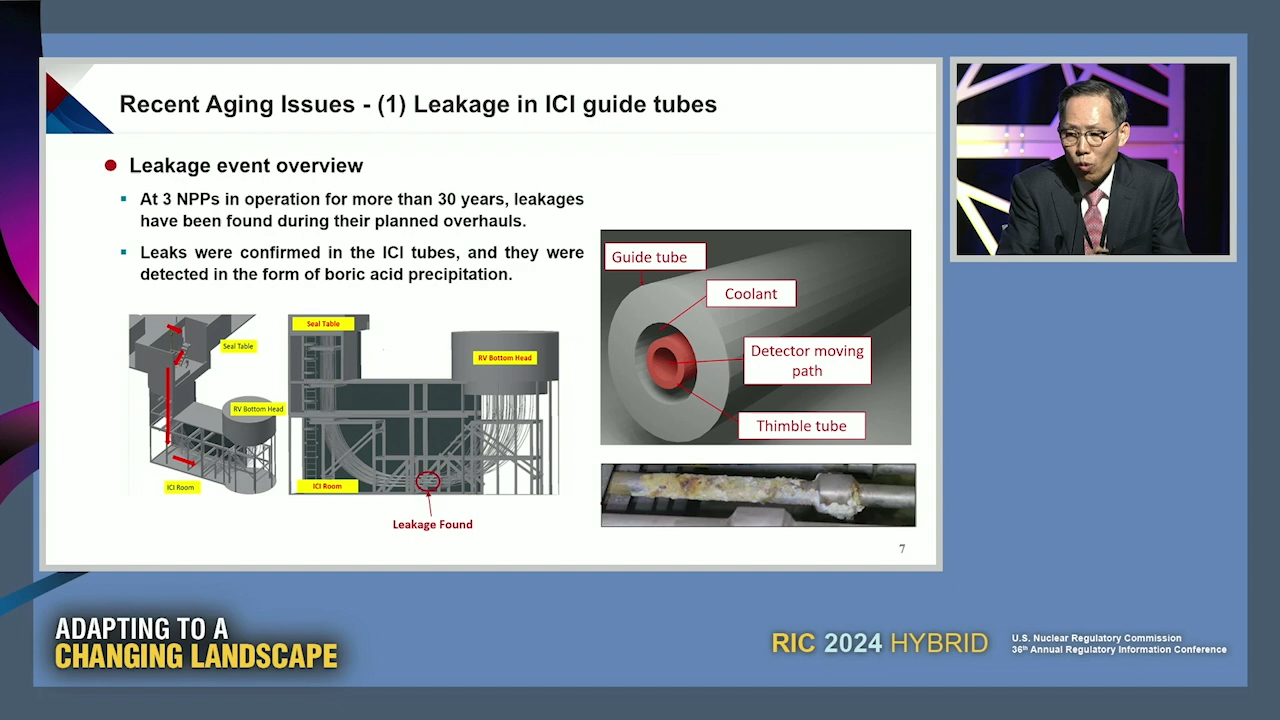 Recent Aging Issues - (1) Leakage in ICI guide tubes
Leakage event overview
At 3 NPPs in operation for more than 30 years, leakages
have been found during their planned overhauls.
Leaks were confirmed in the ICI tubes, and they were
detected in the form of boric acid precipitation.
Seal Table
RV Bottom Head
ICI Room
Seal Table
RV Bottom Head
ICI Room
Leakage Found
Guide tube
Coolant
Detector moving
path
Thimble tube
7
ADAPTING TO A
CHANGING LANDSCAPE
RIC 2024 HYBRID
U.S. Nuclear Regulatory Commission
36th Annual Regulatory Information Conference